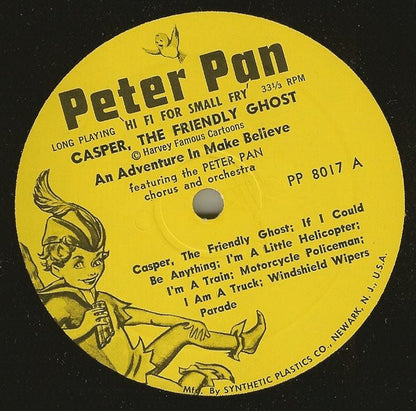 Peter Pan
LONG PLAYING 'HI FI FOR SMALL FRY' 33⅓ RPM
CASPER, THE FRIENDLY GHOST
© Harvey Famous Cartoons
An Adventure In Make Believe
featuring the PETER PAN
chorus and orchestra
PP 8017 A
Casper, The Friendly Ghost; If I Could
Be Anything; I'm A Little Helicopter;
I'm A Train; Motorcycle Policeman;
I Am A Truck; Windshield Wipers
Parade
Mfg. By SYNTHETIC PLASTICS CO., NEWARK, N. J., U.S.A.